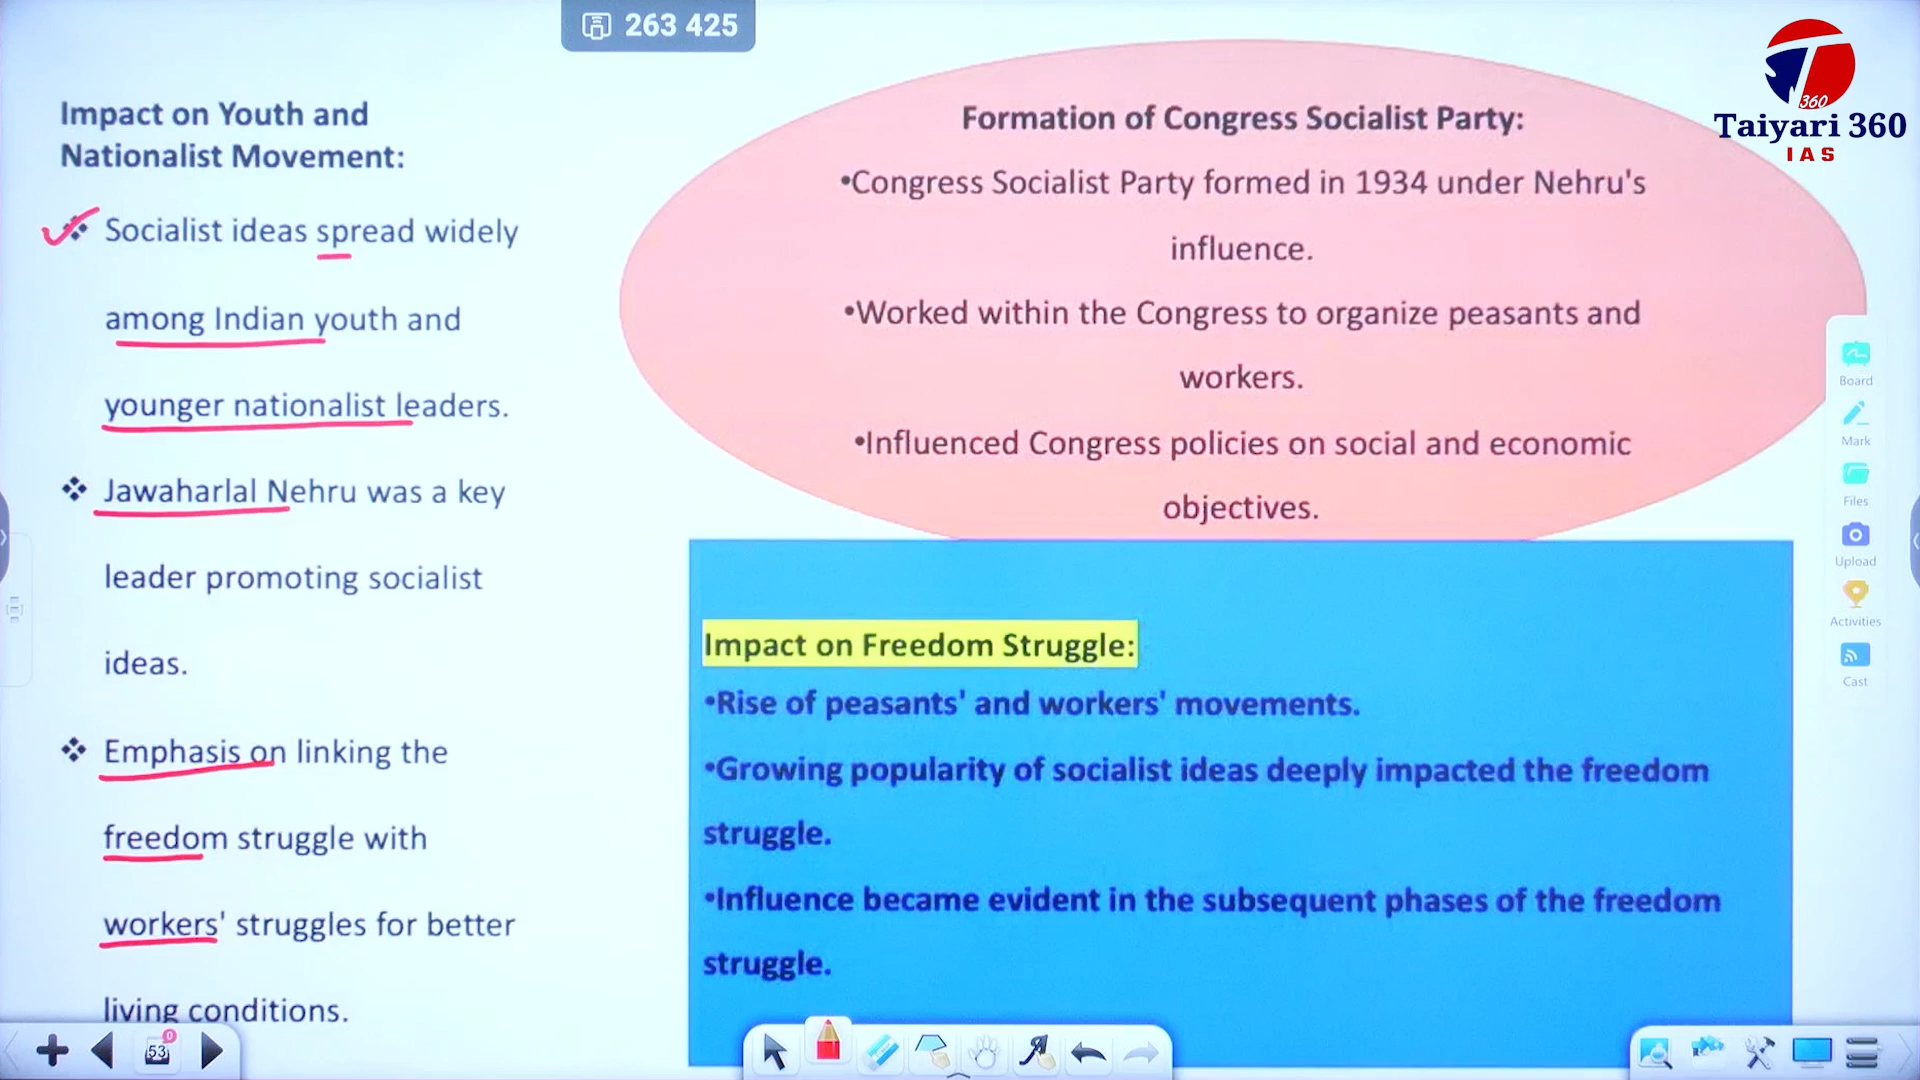 263 425
360
Taiyari 360
IAS
Impact on Youth and
Nationalist Movement:
❖ Socialist ideas spread widely
among Indian youth and
younger nationalist leaders.
❖ Jawaharlal Nehru was a key
leader promoting socialist
ideas.
❖ Emphasis on linking the
freedom struggle with
workers' struggles for better
living conditions.
Formation of Congress Socialist Party:
•Congress Socialist Party formed in 1934 under Nehru's
influence.
•Worked within the Congress to organize peasants and
workers.
•Influenced Congress policies on social and economic
objectives.
Impact on Freedom Struggle:
•Rise of peasants' and workers' movements.
•Growing popularity of socialist ideas deeply impacted the freedom
struggle.
•Influence became evident in the subsequent phases of the freedom
struggle.
Board
Mark
Files
Upload
Activities
Cast
53
0